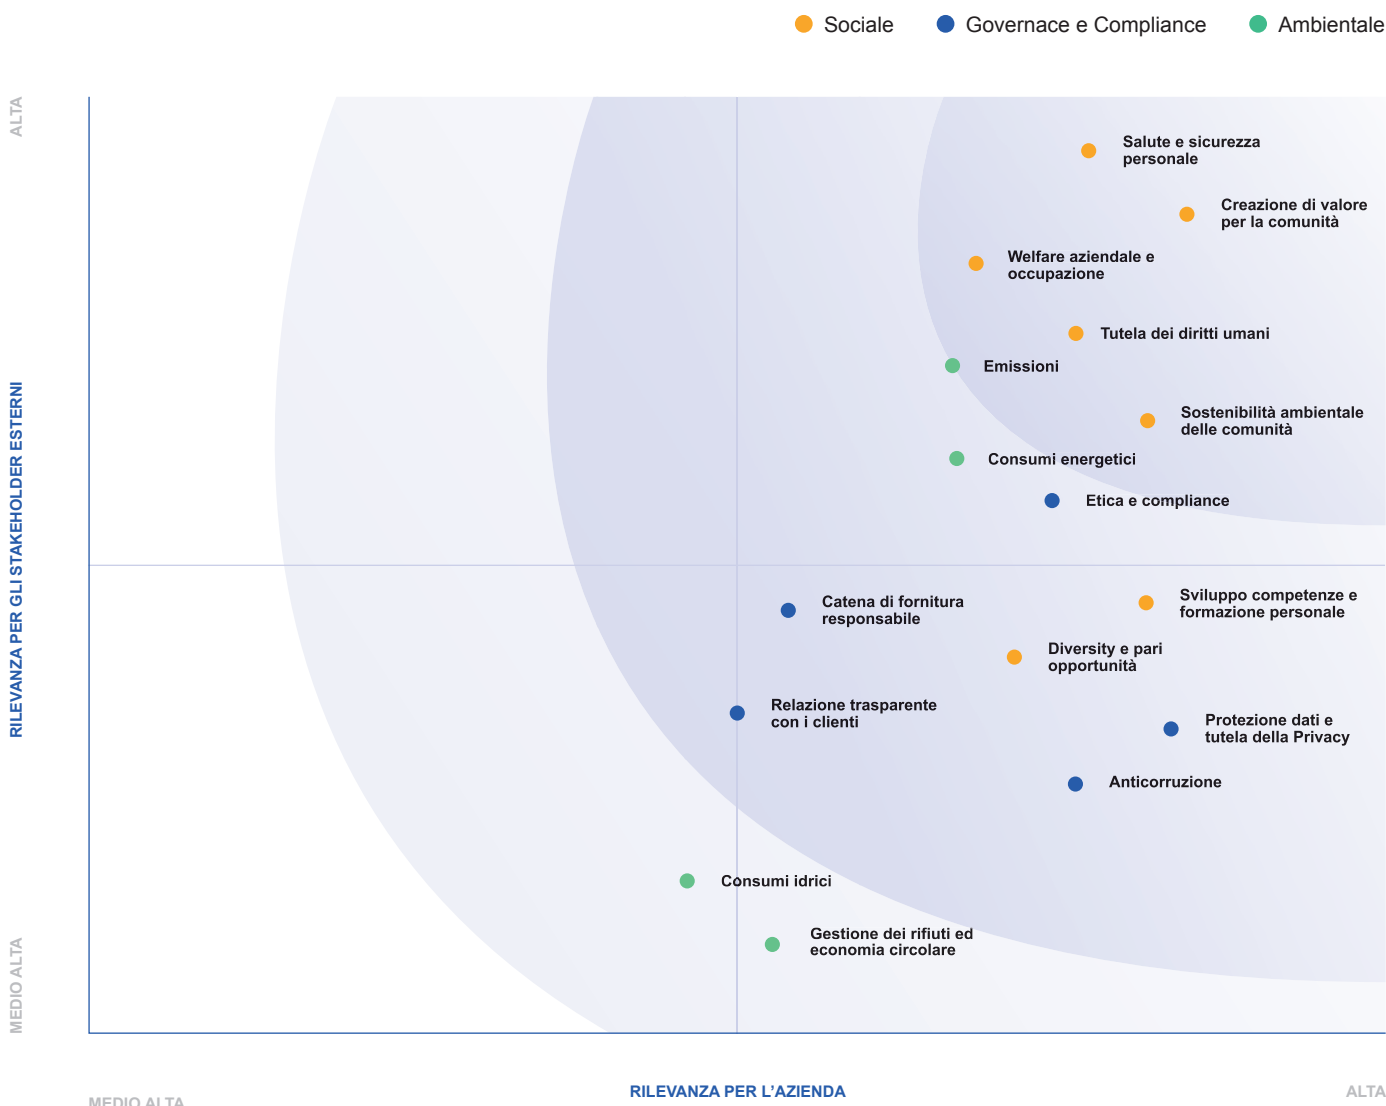 Sociale
Governace e Compliance
Ambientale
ALTA
RILEVANZA PER GLI STAKEHOLDER ESTERNI
MEDIO ALTA
Salute e sicurezza
personale
Creazione di valore
per la comunità
Welfare aziendale e
occupazione
Tutela dei diritti umani
Emissioni
Sostenibilità ambientale
delle comunità
Consumi energetici
Etica e compliance
Catena di fornitura
responsabile
Sviluppo competenze e
formazione personale
Diversity e pari
opportunità
Relazione trasparente
con i clienti
Protezione dati e
tutela della Privacy
Anticorruzione
Consumi idrici
Gestione dei rifiuti ed
economia circolare
MEDIO ALTA
RILEVANZA PER L'AZIENDA
ALTA